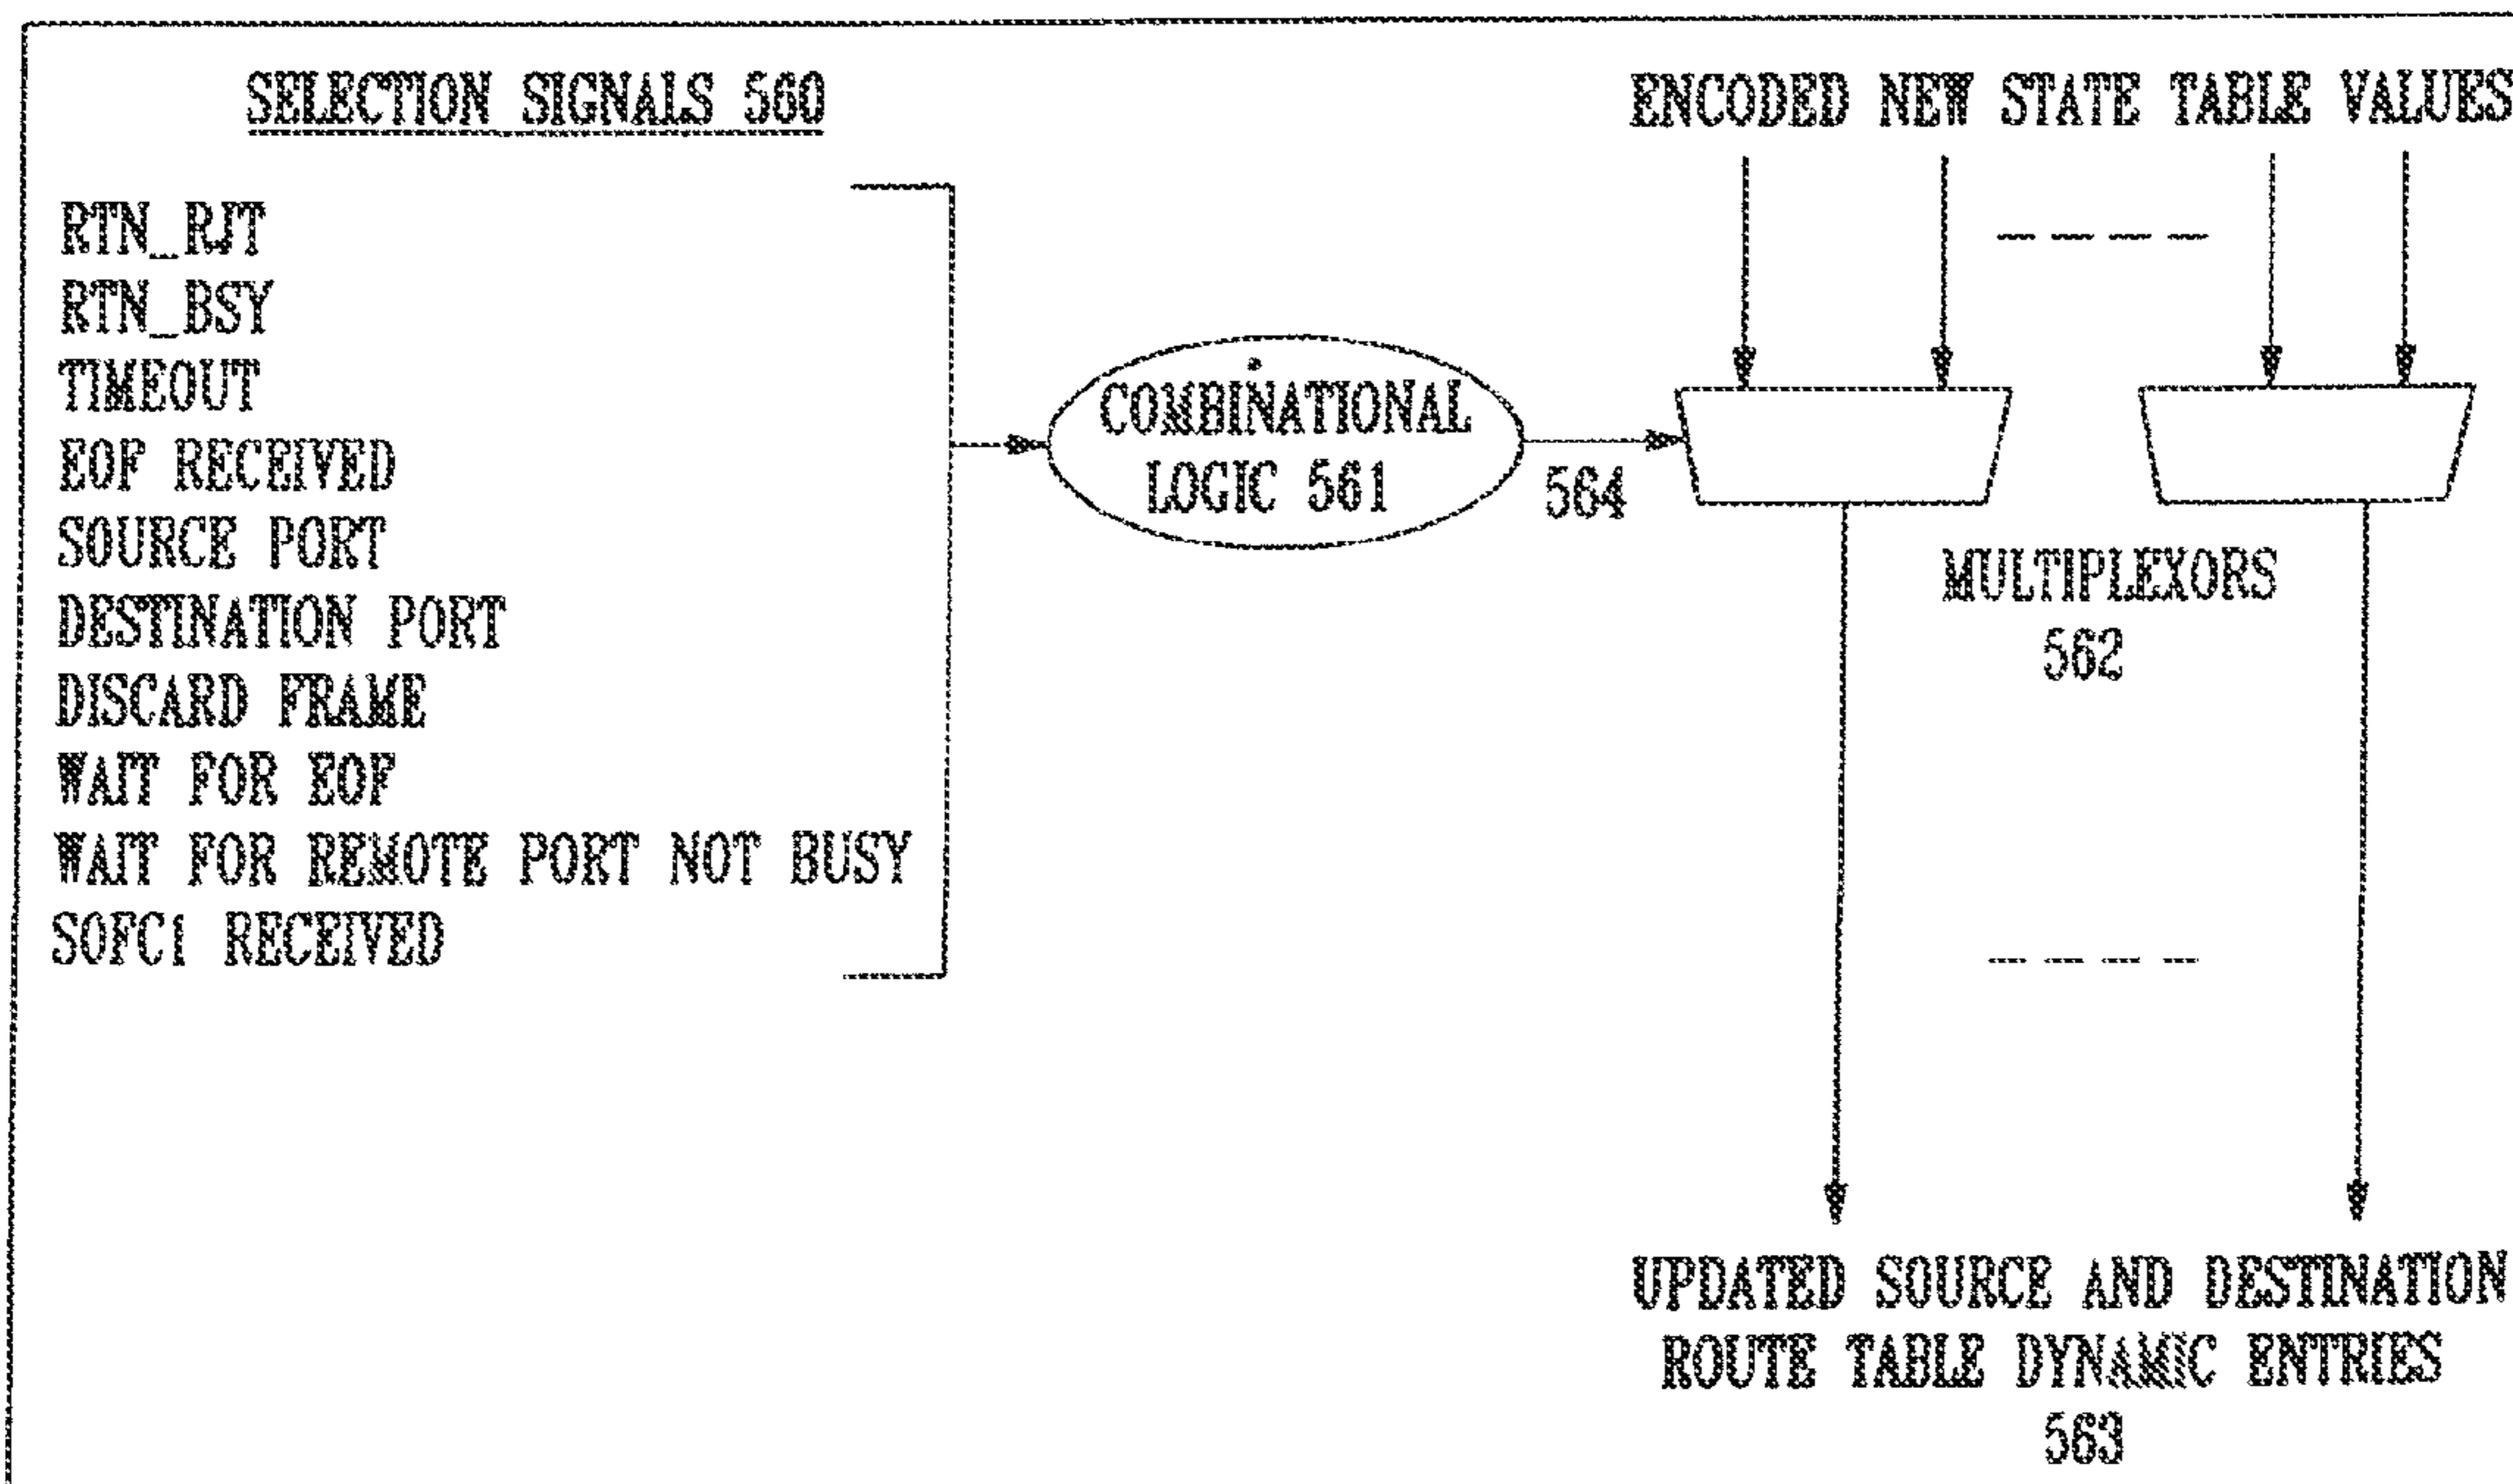 SELECTION SIGNALS 560
RTN_RJT
RTN_BSY
TIMEOUT
EOF RECEIVED
SOURCE PORT
DESTINATION PORT
DISCARD FRAME
WAIT FOR EOF
WAIT FOR REMOTE PORT NOT BUSY
SOFC1 RECEIVED
COMBINATIONAL
LOGIC 561
564
ENCODED NEW STATE TABLE VALUES
MULTIPLEXORS
562
UPDATED SOURCE AND DESTINATION
ROUTE TABLE DYNAMIC ENTRIES
563